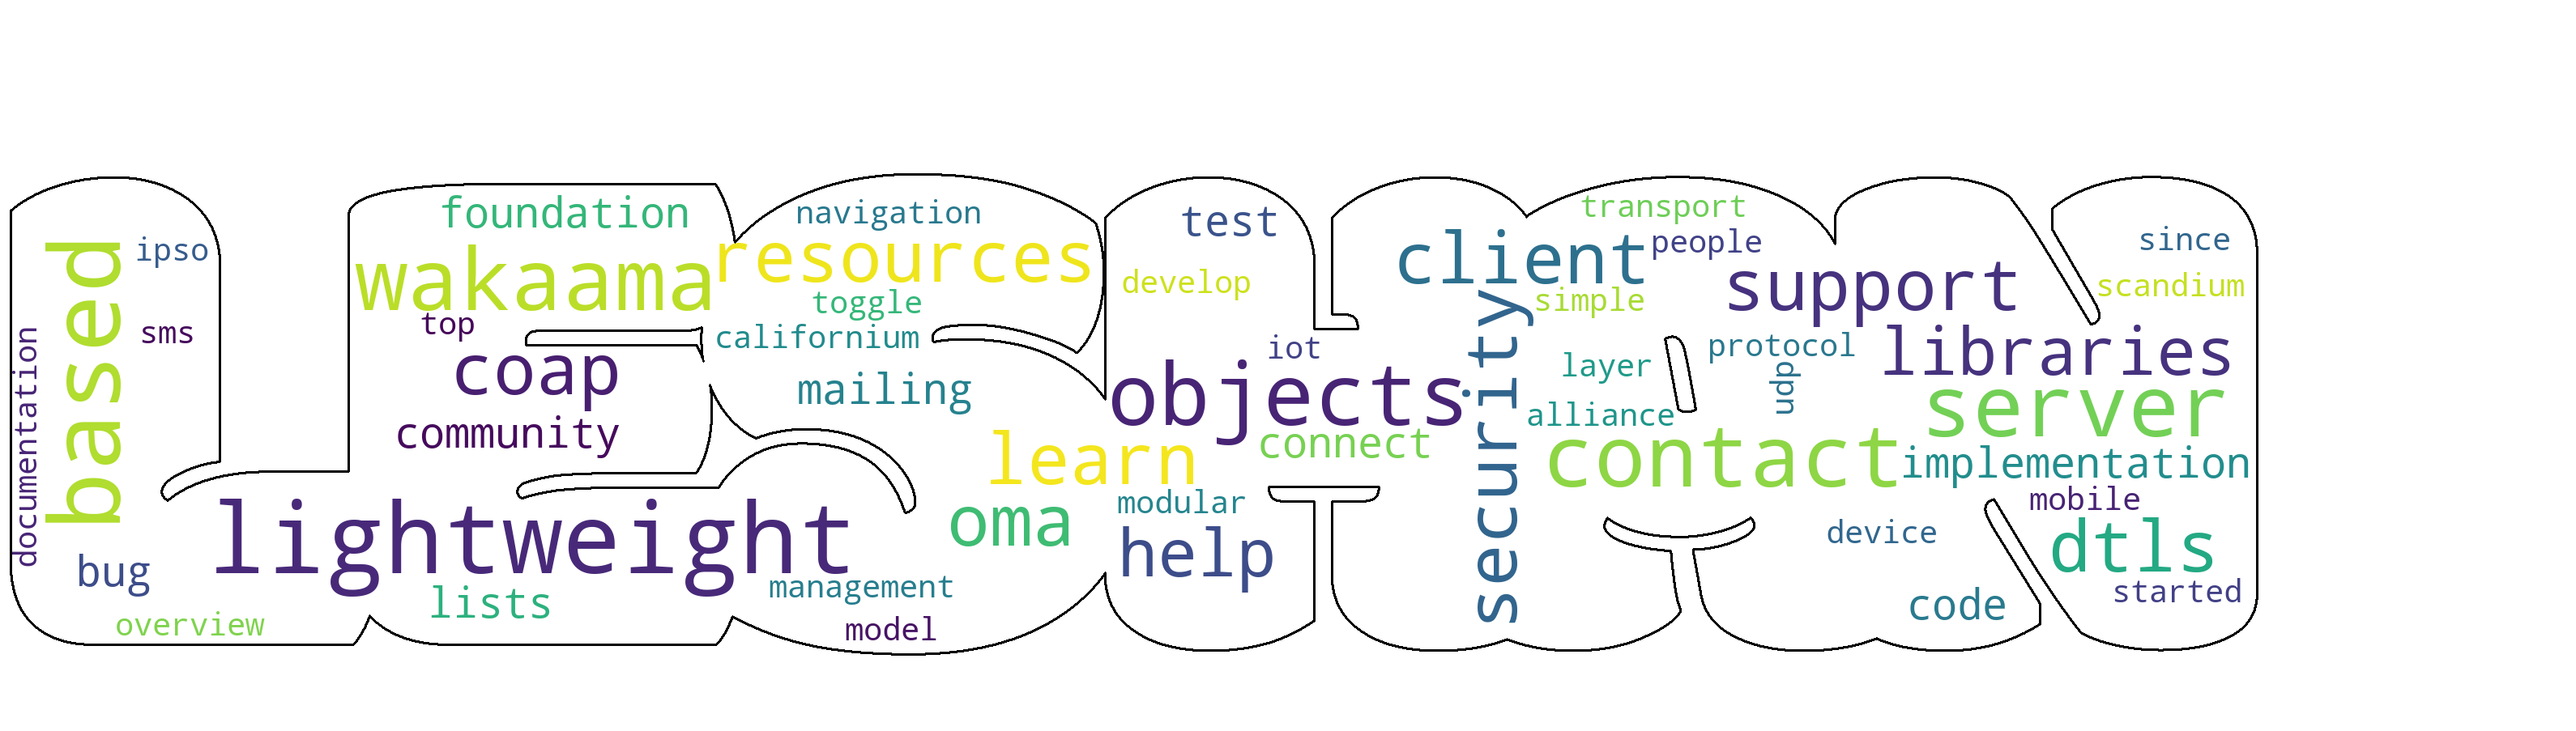 based
ipso
sms
documentation
bug
overview
foundation
wakaama
top
coap
community
lightweight
lists
navigation
resources
toggle
californium
mailing
learn
oma
management
model
test
develop
iot
objects
connect
modular
help
client
security
transport
people
simple
support
layer
protocol
udp
alliance
contact
libraries
server
implementation
mobile
device
dtls
started
code
since
scandium